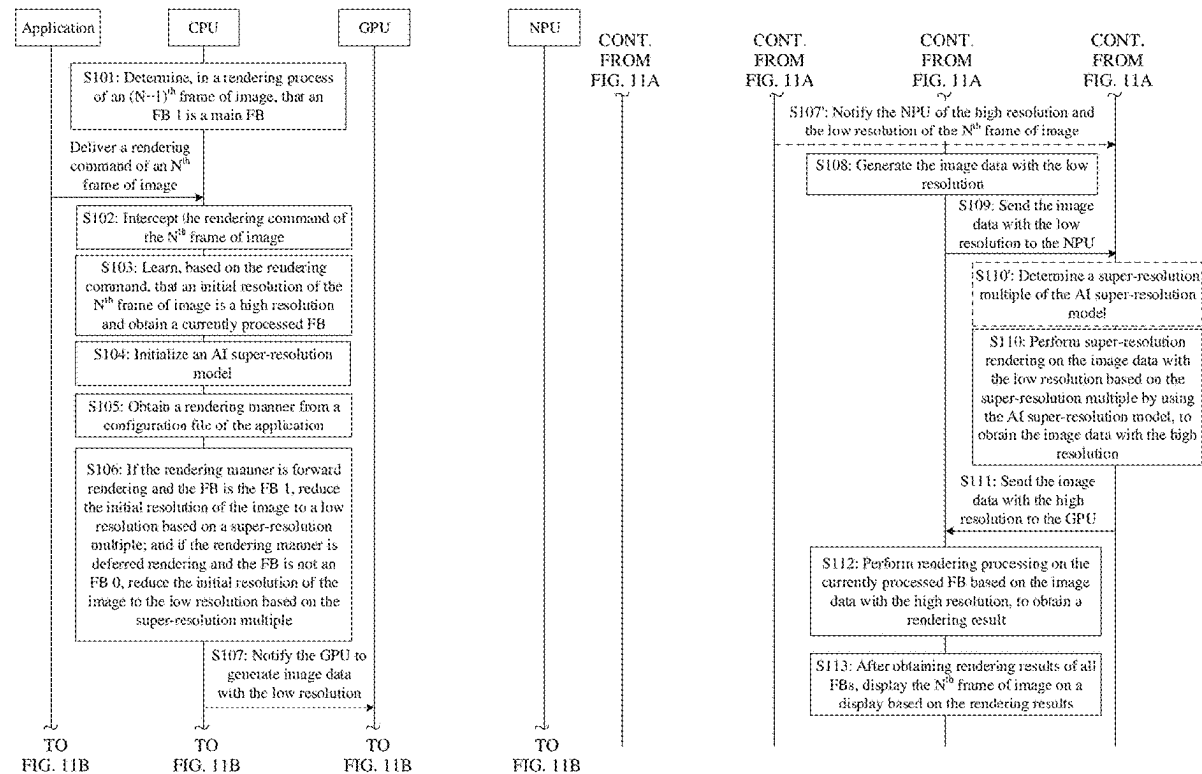 Application
CPU
GPU
NPU
S101: Determine, in a rendering process
of an (N−1)th frame of image, that an
FB 1 is a main FB
Deliver a rendering
command of an Nth
frame of image
S102: Intercept the rendering command of
the Nth frame of image
S103: Learn, based on the rendering
command, that an initial resolution of the
Nth frame of image is a high resolution
and obtain a currently processed FB
S104: Initialize an AI super-resolution
model
S105: Obtain a rendering manner from a
configuration file of the application
S106: If the rendering manner is forward
rendering and the FB is the FB 1, reduce
the initial resolution of the image to a low
resolution based on a super-resolution
multiple; and if the rendering manner is
deferred rendering and the FB is not an
FB 0, reduce the initial resolution of the
image to the low resolution based on the
super-resolution multiple
S107: Notify the GPU to
generate image data
with the low resolution
TO
FIG. 11B
TO
FIG. 11B
TO
FIG. 11B
TO
FIG. 11B
CONT.
FROM
FIG. 11A
CONT.
FROM
FIG. 11A
CONT.
FROM
FIG. 11A
CONT.
FROM
FIG. 11A
S107': Notify the NPU of the high resolution and
the low resolution of the Nth frame of image
S108: Generate the image data with the low
resolution
S109: Send the image
data with the low
resolution to the NPU
S110': Determine a super-resolution
multiple of the AI super-resolution
model
S110: Perform super-resolution
rendering on the image data with
the low resolution based on the
super-resolution multiple by using
the AI super-resolution model, to
obtain the image data with the high
resolution
S111: Send the image
data with the high
resolution to the GPU
S112: Perform rendering processing on the
currently processed FB based on the image
data with the high resolution, to obtain a
rendering result
S113: After obtaining rendering results of all
FBs, display the Nth frame of image on a
display based on the rendering results